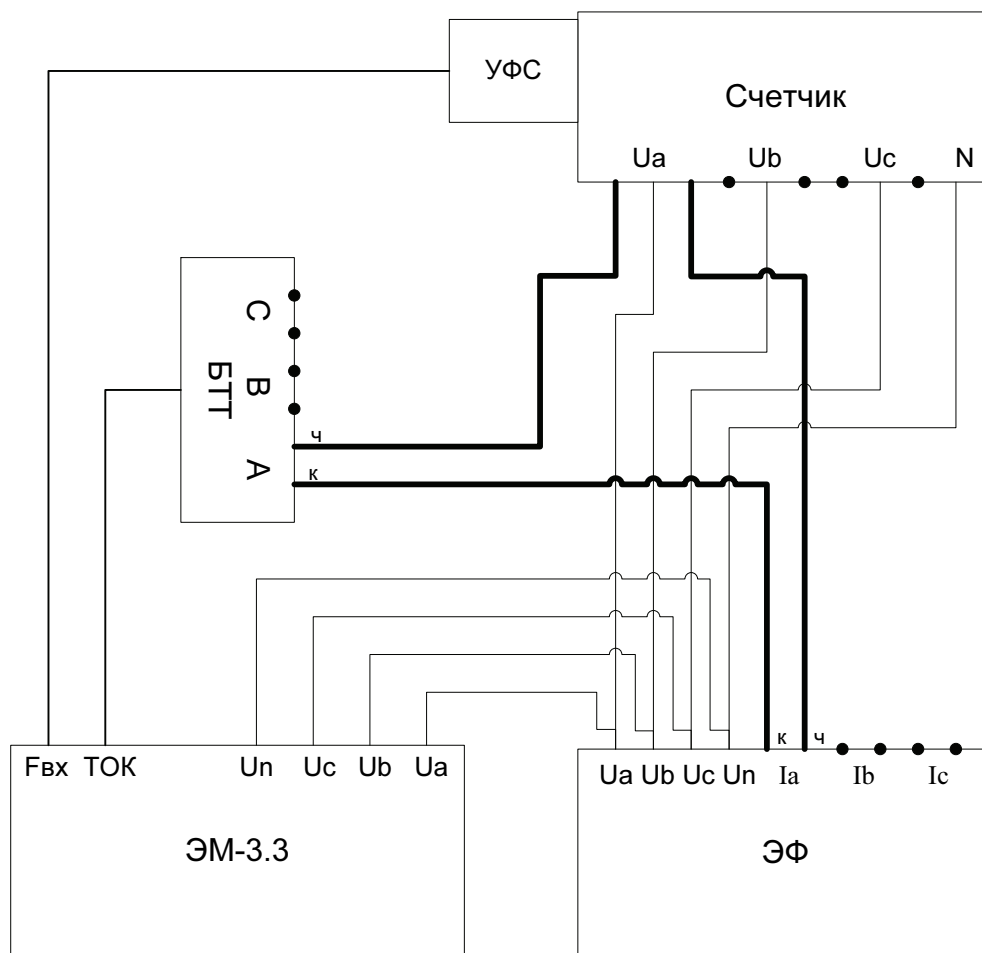 УФС
Счетчик
Ua Ub Uc N
C
B
БТТ
A
ч
к
к ч
Fвх ТОК Un Uc Ub Ua
Ua Ub Uc Un Ia Ib Ic
ЭМ-3.3
ЭФ